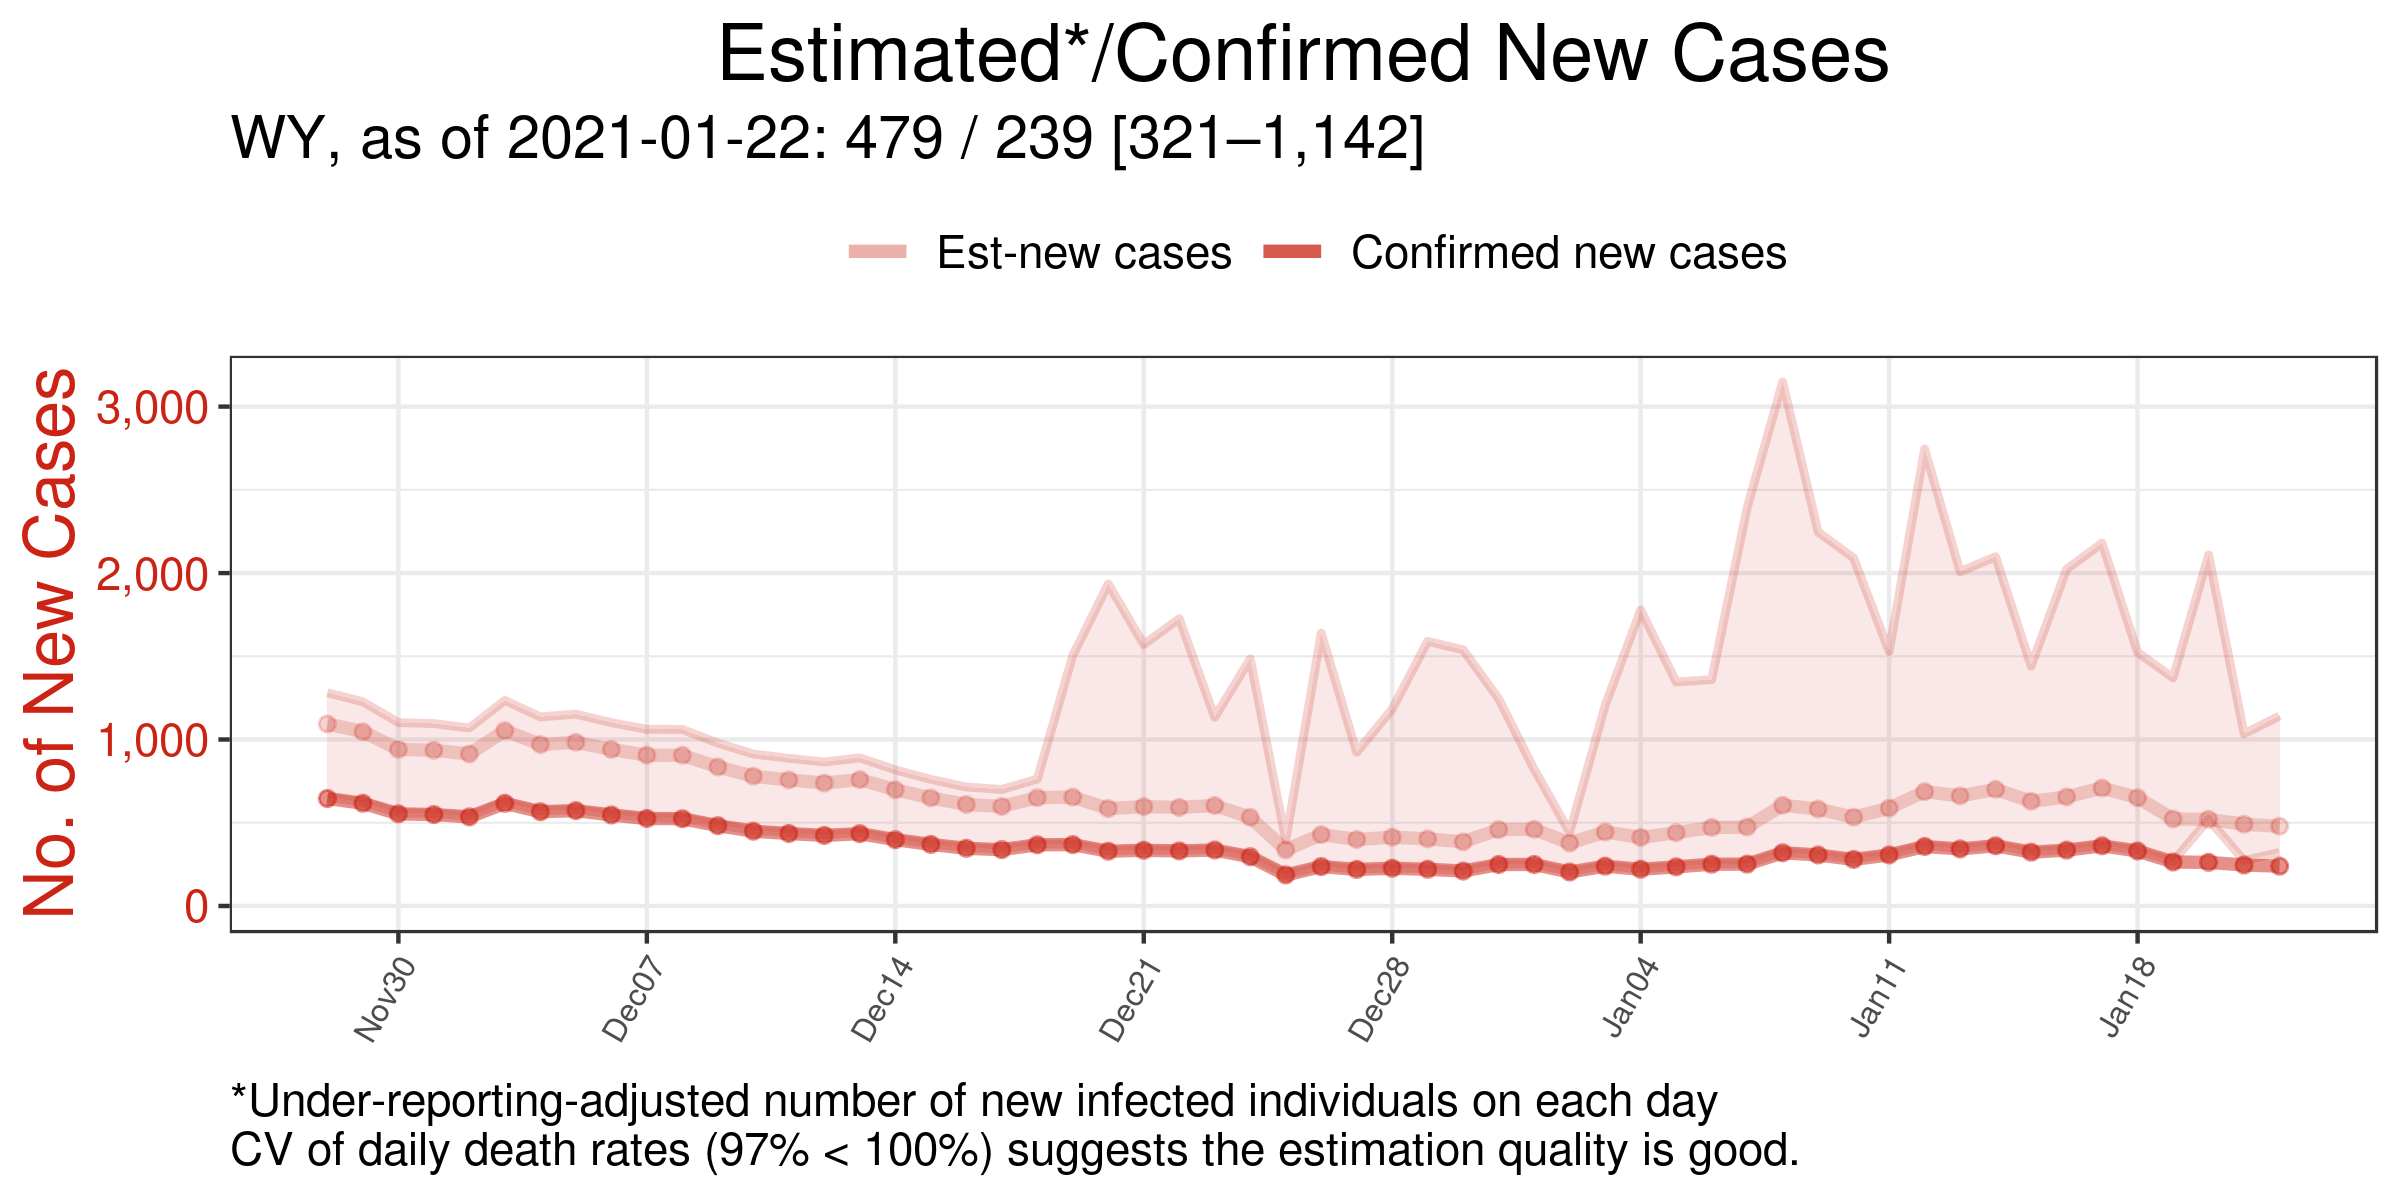 Estimated*/Confirmed New Cases
WY, as of 2021-01-22: 479 / 239 [321–1,142]
Est-new cases
Confirmed new cases
No. of New Cases
3,000
2,000
1,000
0
Nov30
Dec07
Dec14
Dec21
Dec28
Jan04
Jan11
Jan18
*Under-reporting-adjusted number of new infected individuals on each day
CV of daily death rates (97% < 100%) suggests the estimation quality is good.